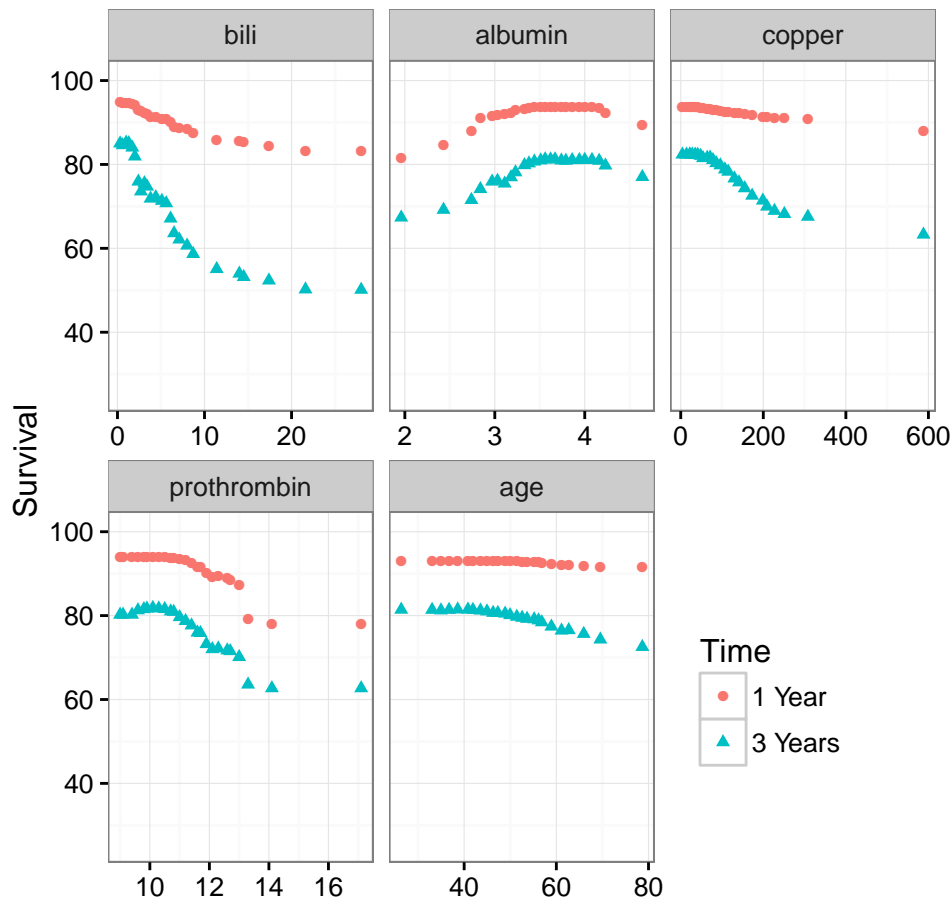 bili albumin copper
100
80
60
40
0 10 20 2 3 4 0 200 400 600
Survival
prothrombin age
100
80
60
40
10 12 14 16 40 60 80
Time
1 Year
3 Years